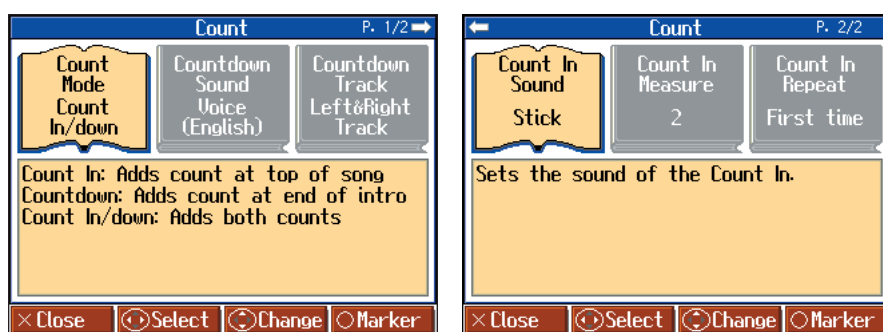 Count P. 1/2
Count Mode Count In/down
Countdown Sound Voice (English)
Countdown Track Left&Right Track
Count In: Adds count at top of song
Countdown: Adds count at end of intro
Count In/down: Adds both counts
× Close Select Change ○ Marker
Count P. 2/2
Count In Sound Stick
Count In Measure 2
Count In Repeat First time
Sets the sound of the Count In.
× Close Select Change ○ Marker